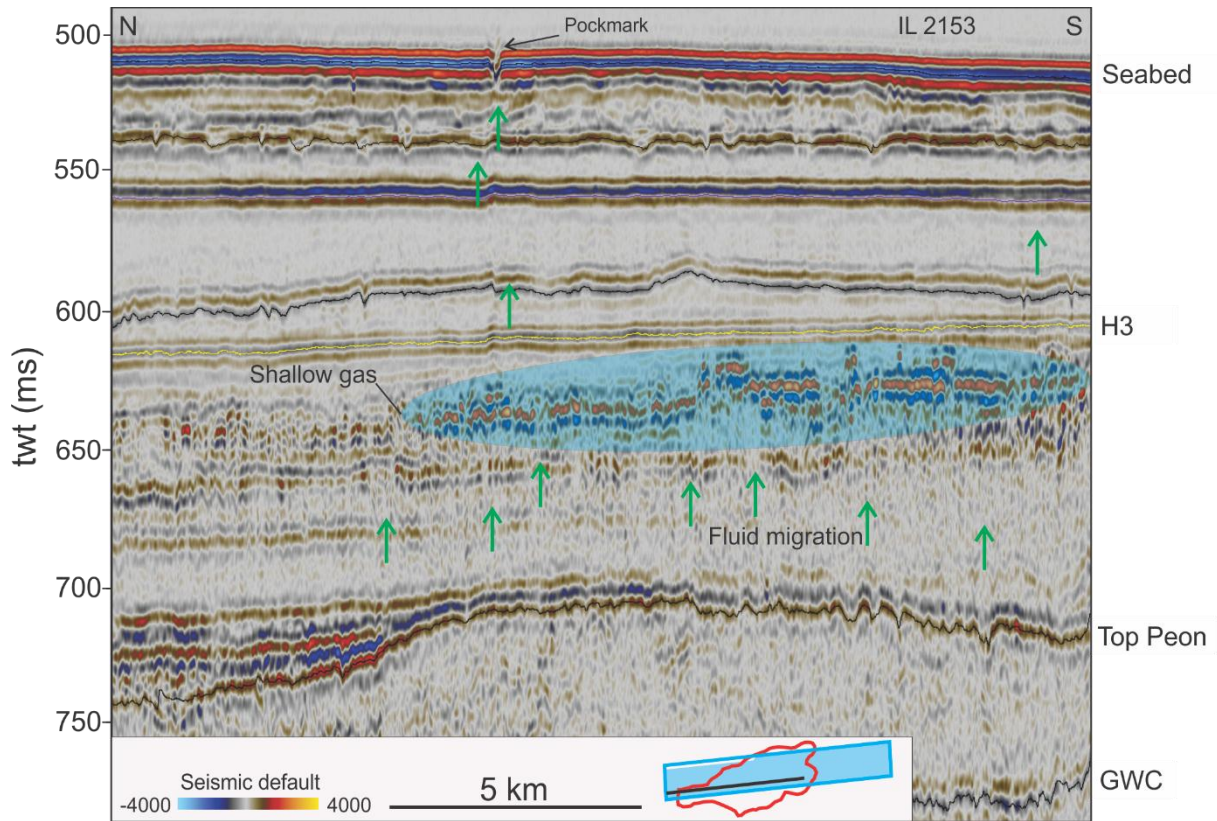 N
Pockmark
IL 2153
S
500
Seabed
550
600
H3
Shallow gas
twt (ms)
650
Fluid migration
700
Top Peon
750
Seismic default
-4000
4000
5 km
GWC